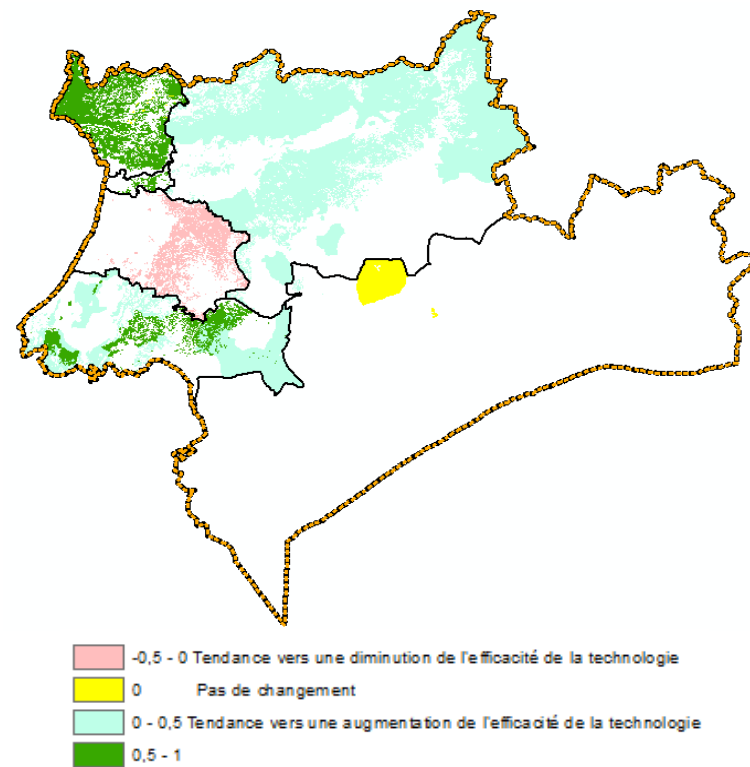 -0,5 - 0 Tendance vers une diminution de l'efficacité de la technologie
0 Pas de changement
0 - 0,5 Tendance vers une augmentation de l'efficacité de la technologie
0,5 - 1